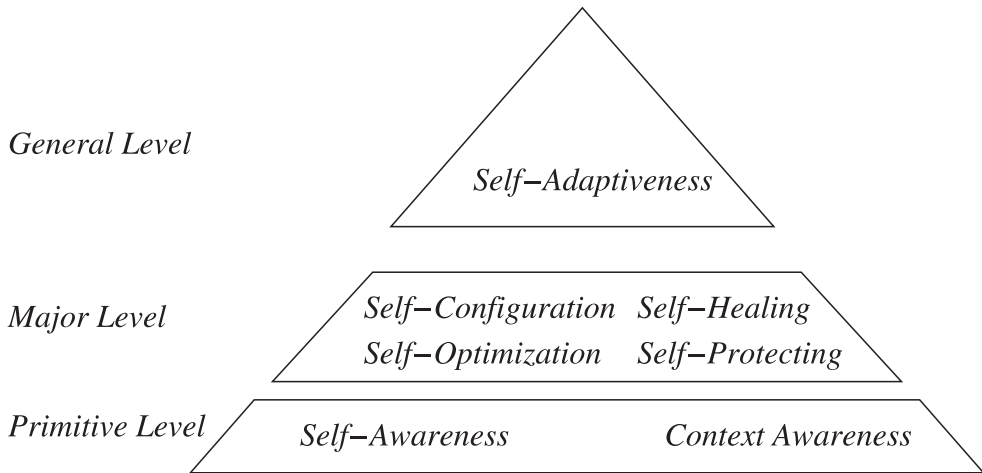 General Level
Self−Adaptiveness
Major Level
Self−Configuration Self−Healing
Self−Optimization Self−Protecting
Primitive Level
Self−Awareness Context Awareness